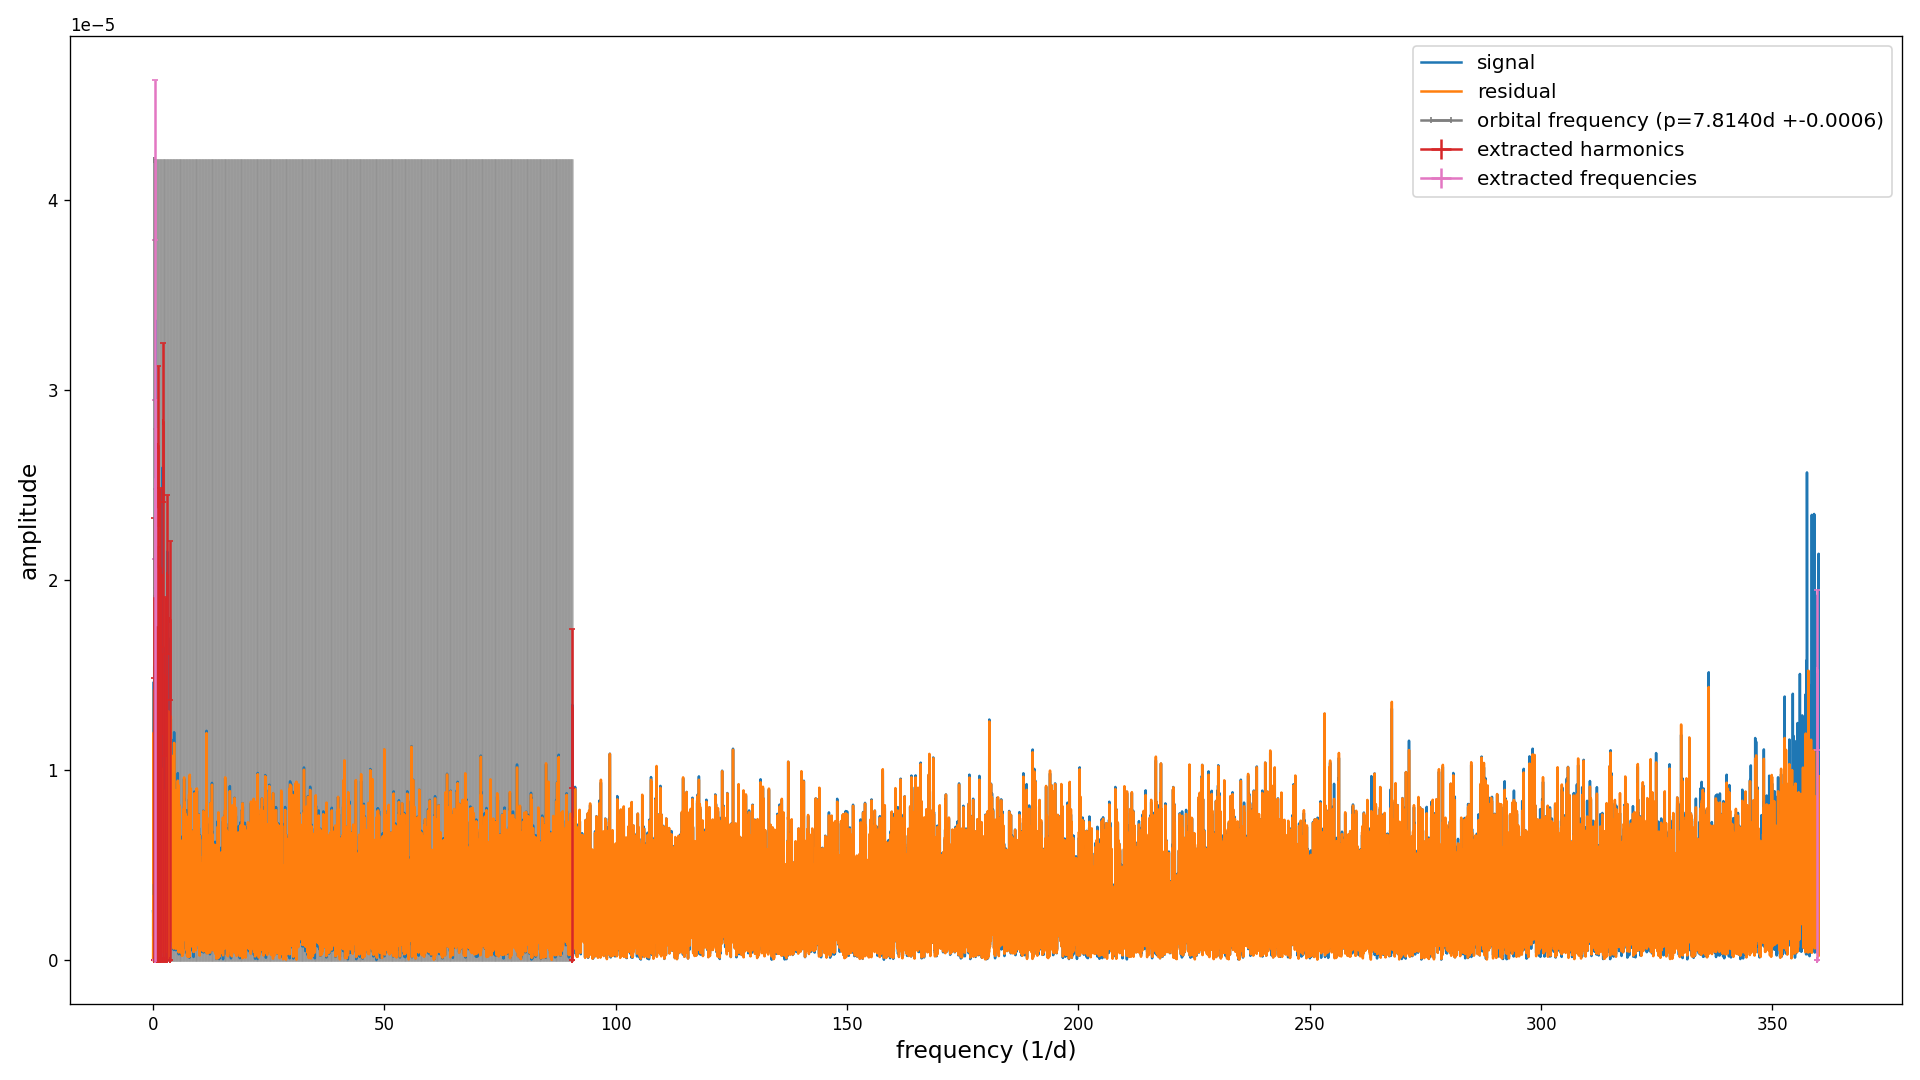 1e−5
signal
residual
orbital frequency (p=7.8140d +-0.0006)
extracted harmonics
extracted frequencies
4
3
2
1
0
amplitude
0 50 100 150 200 250 300 350
frequency (1/d)